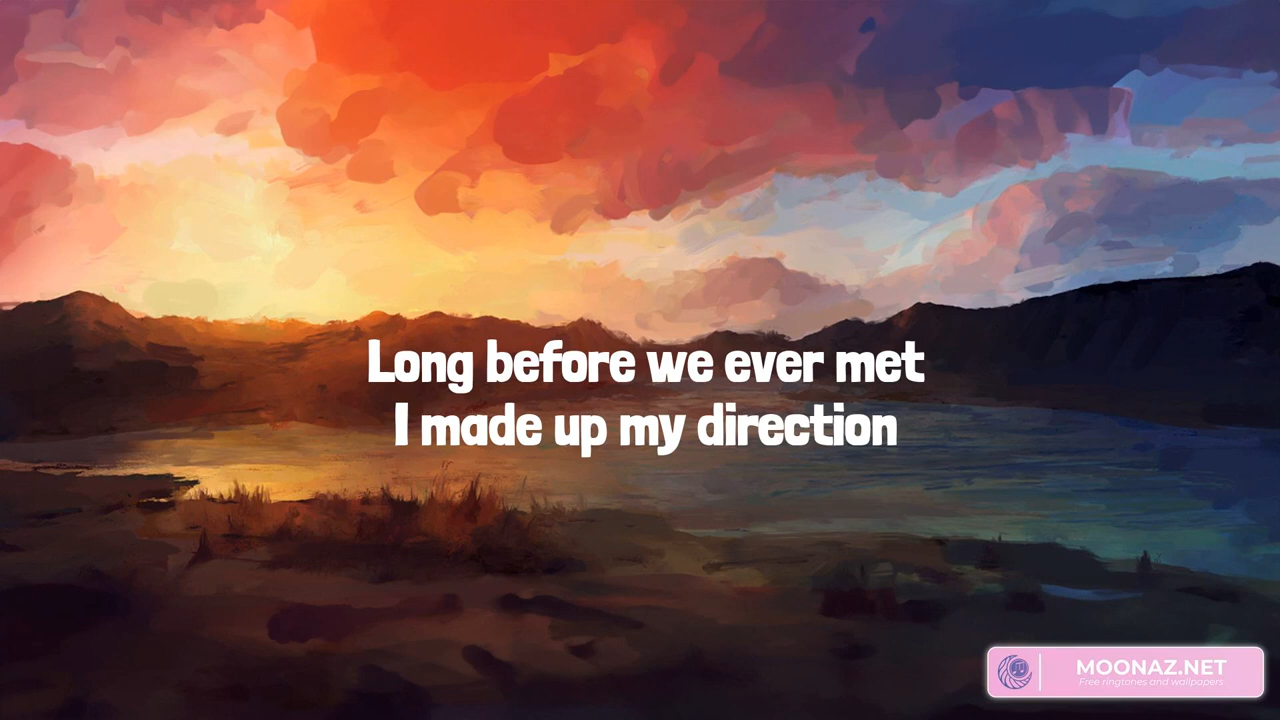 Long before we ever met
I made up my direction
MOONAZ.NET
Free ringtones and wallpapers